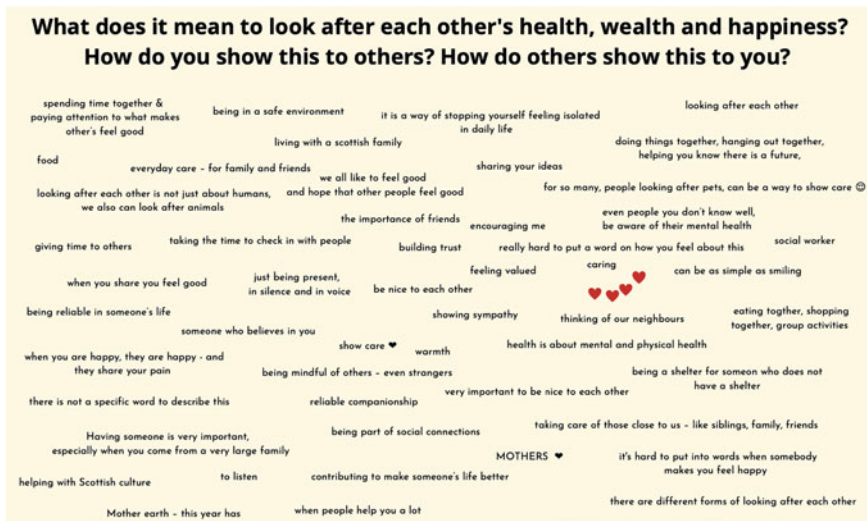 What does it mean to look after each other's health, wealth and happiness?
How do you show this to others? How do others show this to you?
spending time together &
paying attention to what makes
other's feel good
being in a safe environment
it is a way of stopping yourself feeling isolated
in daily life
looking after each other
living with a scottish family
doing things together, hanging out together,
helping you know there is a future,
food
everyday care - for family and friends
we all like to feel good
and hope that other people feel good
sharing your ideas
looking after each other is not just about humans,
we also can look after animals
for so many, people looking after pets, can be a way to show care 😊
the importance of friends
encouraging me
even people you don't know well,
be aware of their mental health
giving time to others
taking the time to check in with people
building trust
really hard to put a word on how you feel about this
social worker
when you share you feel good
just being present,
in silence and in voice
feeling valued
caring
can be as simple as smiling
be nice to each other
being reliable in someone's life
showing sympathy
thinking of our neighbours
eating togther, shopping
together, group activities
someone who believes in you
show care ❤
warmth
health is about mental and physical health
when you are happy, they are happy - and
they share your pain
being mindful of others - even strangers
being a shelter for someon who does not
have a shelter
there is not a specific word to describe this
reliable companionship
very important to be nice to each other
Having someone is very important,
especially when you come from a very large family
being part of social connections
taking care of those close to us - like siblings, family, friends
MOTHERS ❤
it's hard to put into words when somebody
makes you feel happy
helping with Scottish culture
to listen
contributing to make someone's life better
Mother earth - this year has
when people help you a lot
there are different forms of looking after each other